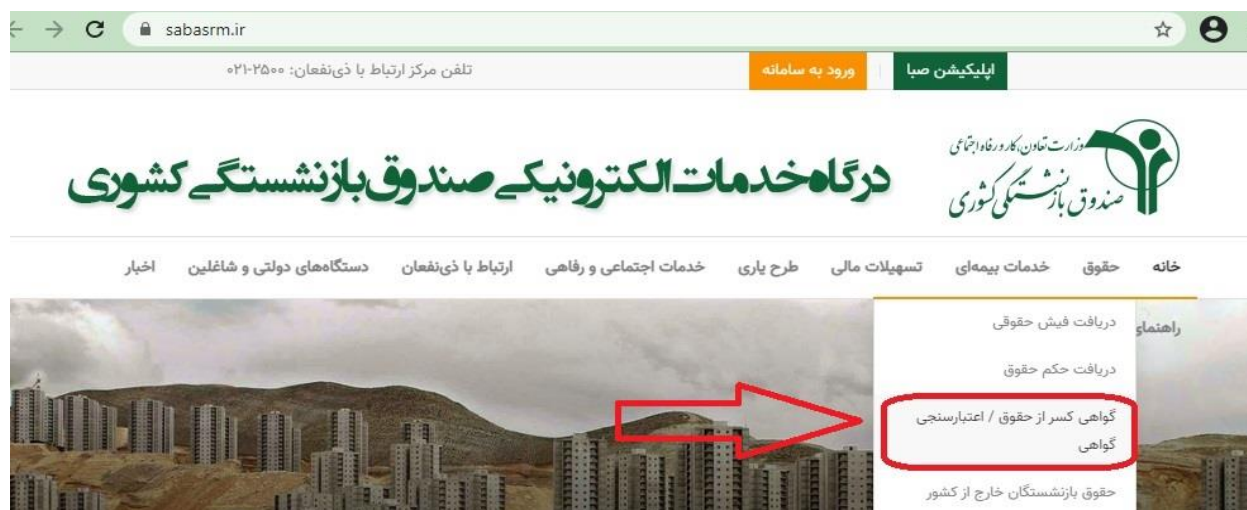 sabasrm.ir
اپلیکیشن صبا
ورود به سامانه
تلفن مرکز ارتباط با ذی‌نفعان: ۰۲۱-۲۵۰۰
وزارت تعاون، کار و رفاه اجتماعی
صندوق بازنشستگی کشوری
درگاه خدمات الکترونیکی صندوق بازنشستگی کشوری
خانه حقوق خدمات بیمه‌ای تسهیلات مالی طرح یاری خدمات اجتماعی و رفاهی ارتباط با ذی‌نفعان دستگاه‌های دولتی و شاغلین اخبار
راهنمای
دریافت فیش حقوقی
دریافت حکم حقوق
گواهی کسر از حقوق / اعتبارسنجی
گواهی
حقوق بازنشستگان خارج از کشور